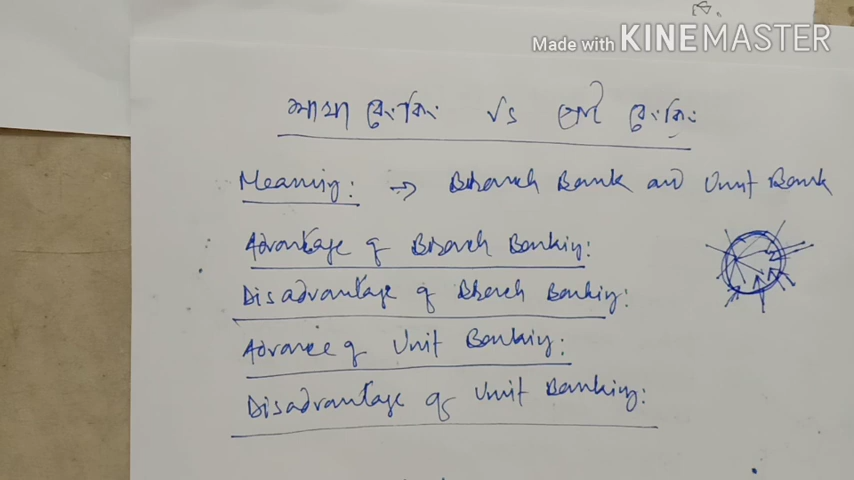 Made with KINEMASTER
শাখা বেংকিং VS গোট বেংকিং
Meaning: → Branch Bank and Unit Bank
Advantage of Branch Banking:
Disadvantage of Branch Banking:
Advance of Unit Banking:
Disadvantage of Unit Banking: